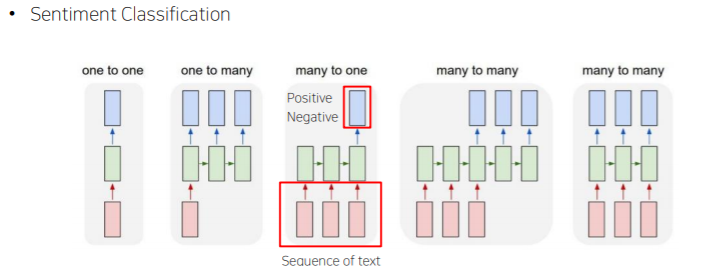 • Sentiment Classification
one to one one to many many to one many to many many to many
Positive
Negative
Sequence of text